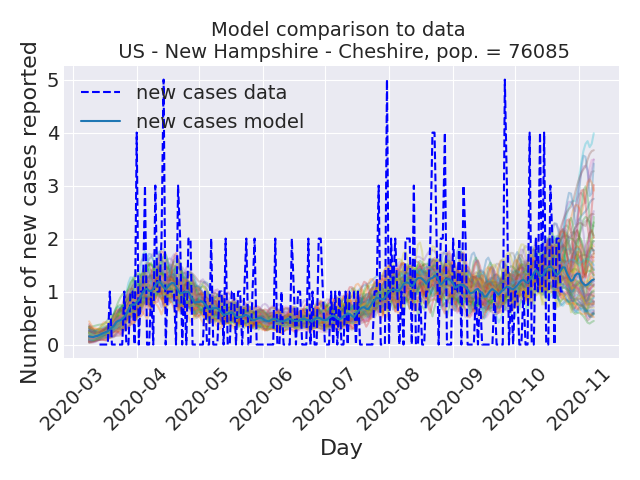 Model comparison to data
US - New Hampshire - Cheshire, pop. = 76085
Number of new cases reported
5
4
3
2
1
0
new cases data
new cases model
2020-03
2020-04
2020-05
2020-06
2020-07
2020-08
2020-09
2020-10
2020-11
Day